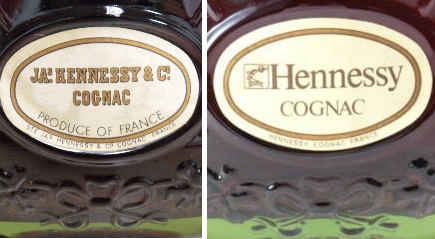 JAS HENNESSY & CO
COGNAC
PRODUCE OF FRANCE
STE JAS HENNESSY & CO COGNAC FRANCE
Hennessy
COGNAC
HENNESSY COGNAC FRANCE